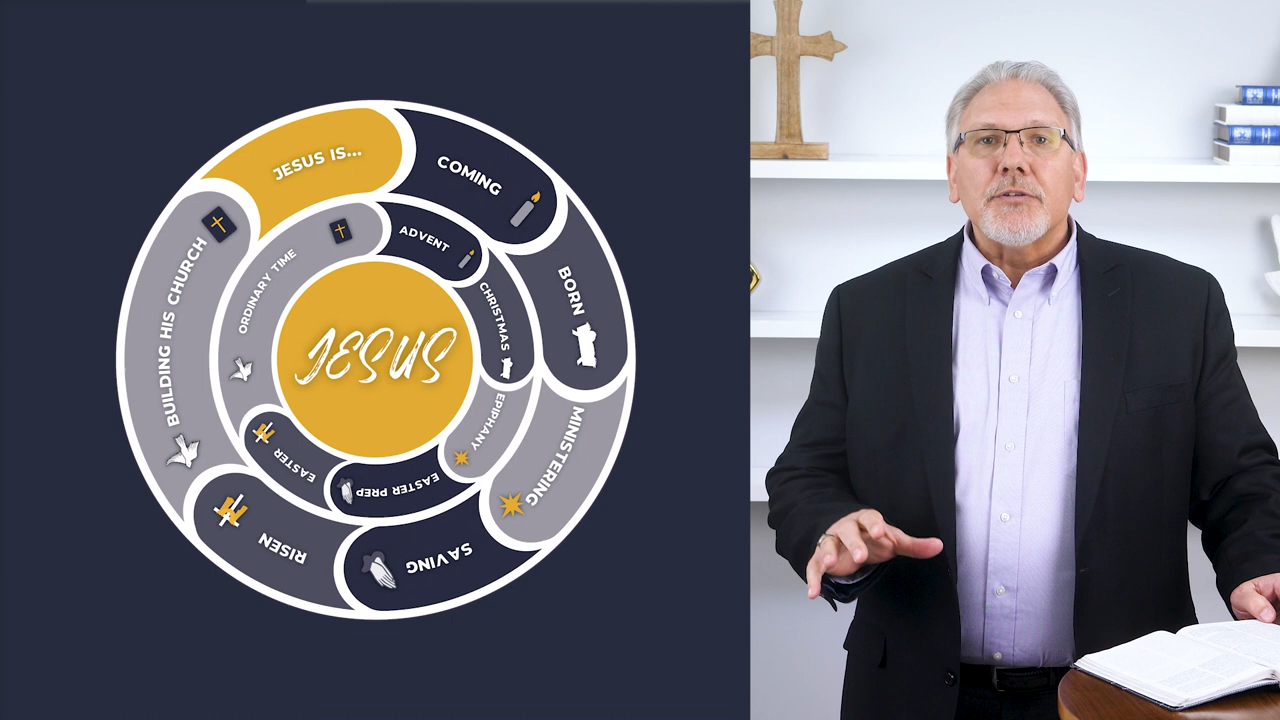 JESUS IS...
COMING
BORN
MINISTERING
SAVING
RISEN
BUILDING HIS CHURCH
ADVENT
CHRISTMAS
EPIPHANY
EASTER PREP
EASTER
ORDINARY TIME
JESUS